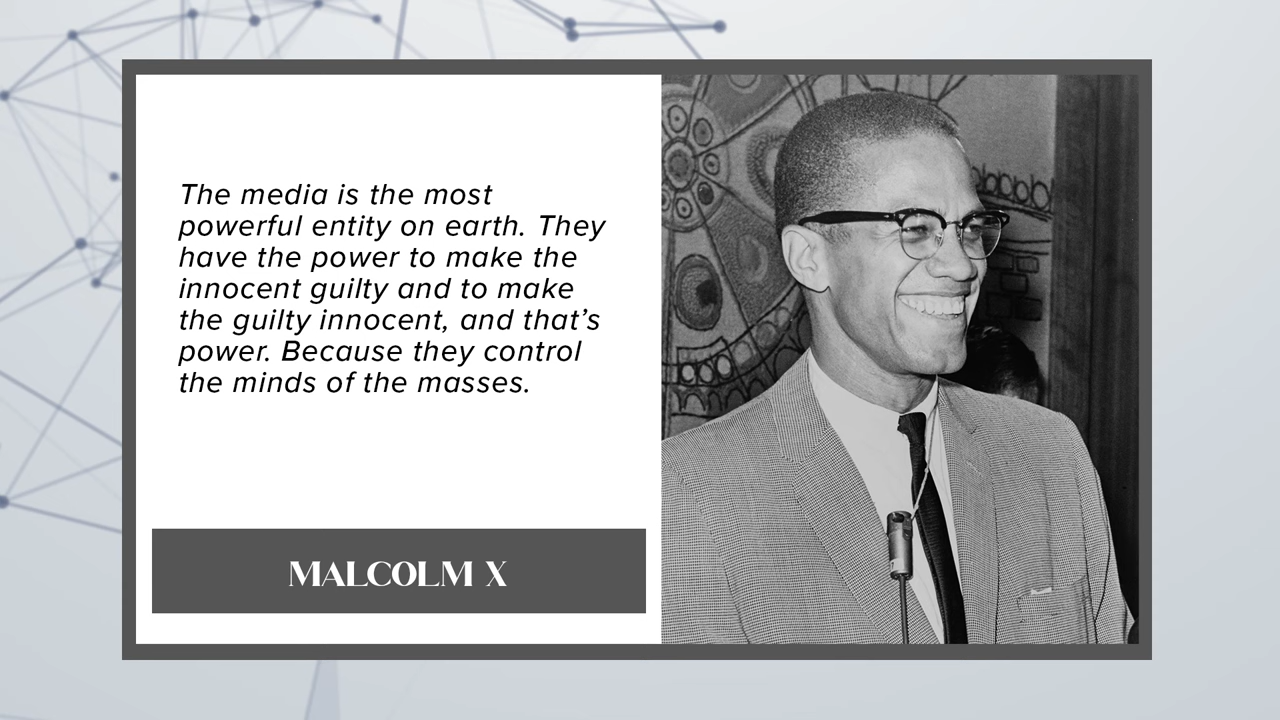 The media is the most
powerful entity on earth. They
have the power to make the
innocent guilty and to make
the guilty innocent, and that’s
power. Because they control
the minds of the masses.
MALCOLM X